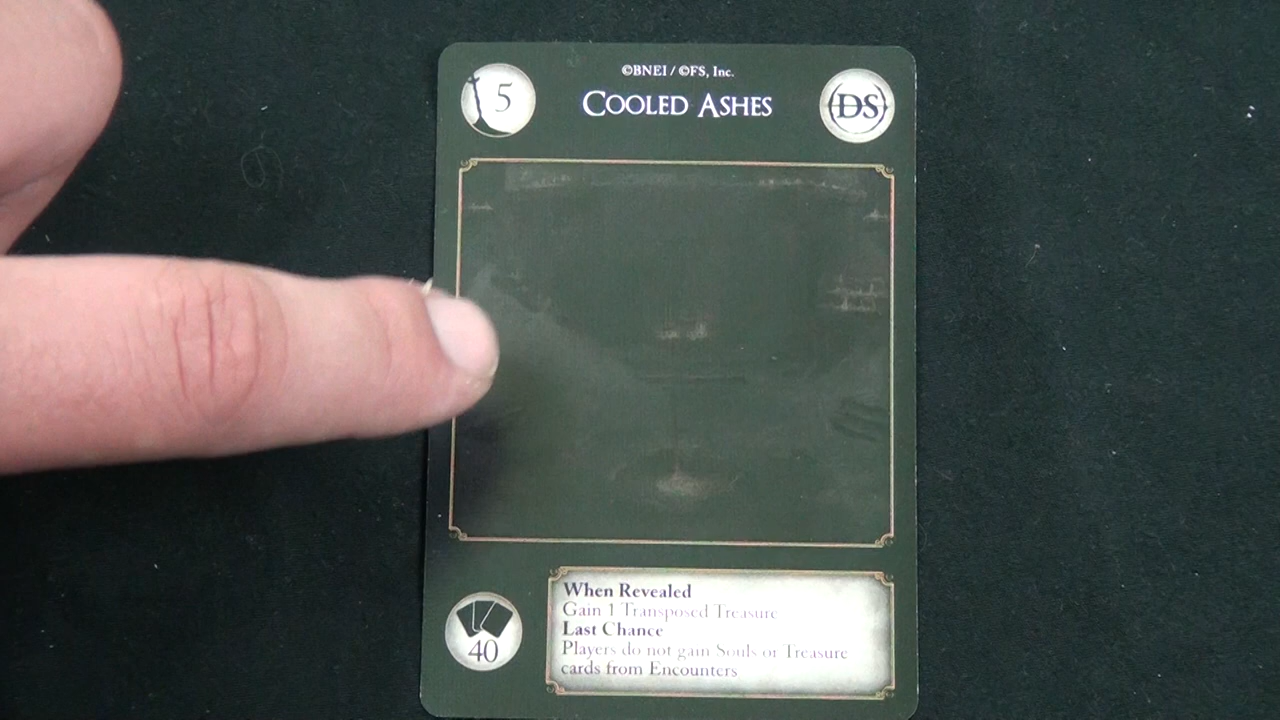 ©BNEI / ©FS, Inc.
5
COOLED ASHES
DS
When Revealed
Gain 1 Transposed Treasure
Last Chance
Players do not gain Souls or Treasure
cards from Encounters
40